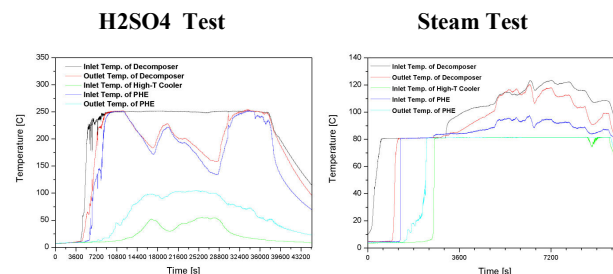 H2SO4 Test
Steam Test
350
300
250
200
150
100
50
0
Temperature [C]
Inlet Temp. of Decomposer
Outlet Temp. of Decomposer
Inlet Temp. of High-T Cooler
Inlet Temp. of PHE
Outlet Temp. of PHE
0 3600 7200 10800 14400 18000 21600 25200 28800 32400 36000 39600 43200
Time [s]
140
120
100
80
60
40
20
0
Temperature [C]
Inlet Temp. of Decomposer
Outlet Temp. of Decomposer
Inlet Temp. of High-T Cooler
Inlet Temp. of PHE
Outlet Temp. of PHE
3600 7200
Time [s]